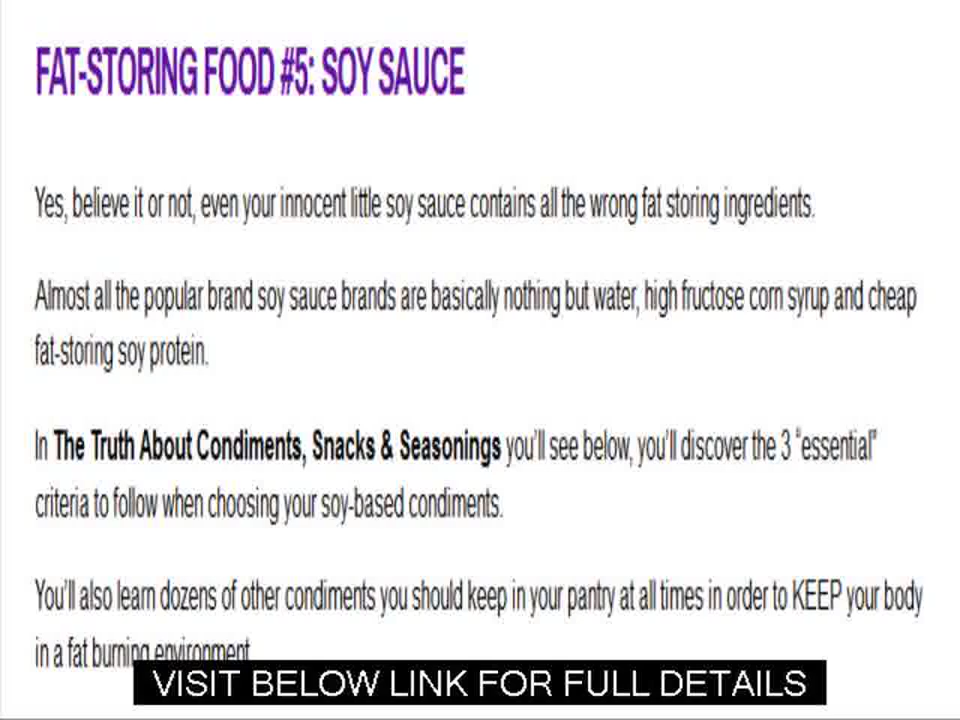 FAT-STORING FOOD #5: SOY SAUCE
Yes, believe it or not, even your innocent little soy sauce contains all the wrong fat storing ingredients.
Almost all the popular brand soy sauce brands are basically nothing but water, high fructose corn syrup and cheap
fat-storing soy protein.
In The Truth About Condiments, Snacks & Seasonings you'll see below, you'll discover the 3 "essential"
criteria to follow when choosing your soy-based condiments.
You'll also learn dozens of other condiments you should keep in your pantry at all times in order to KEEP your body
in a fat burning environment
VISIT BELOW LINK FOR FULL DETAILS